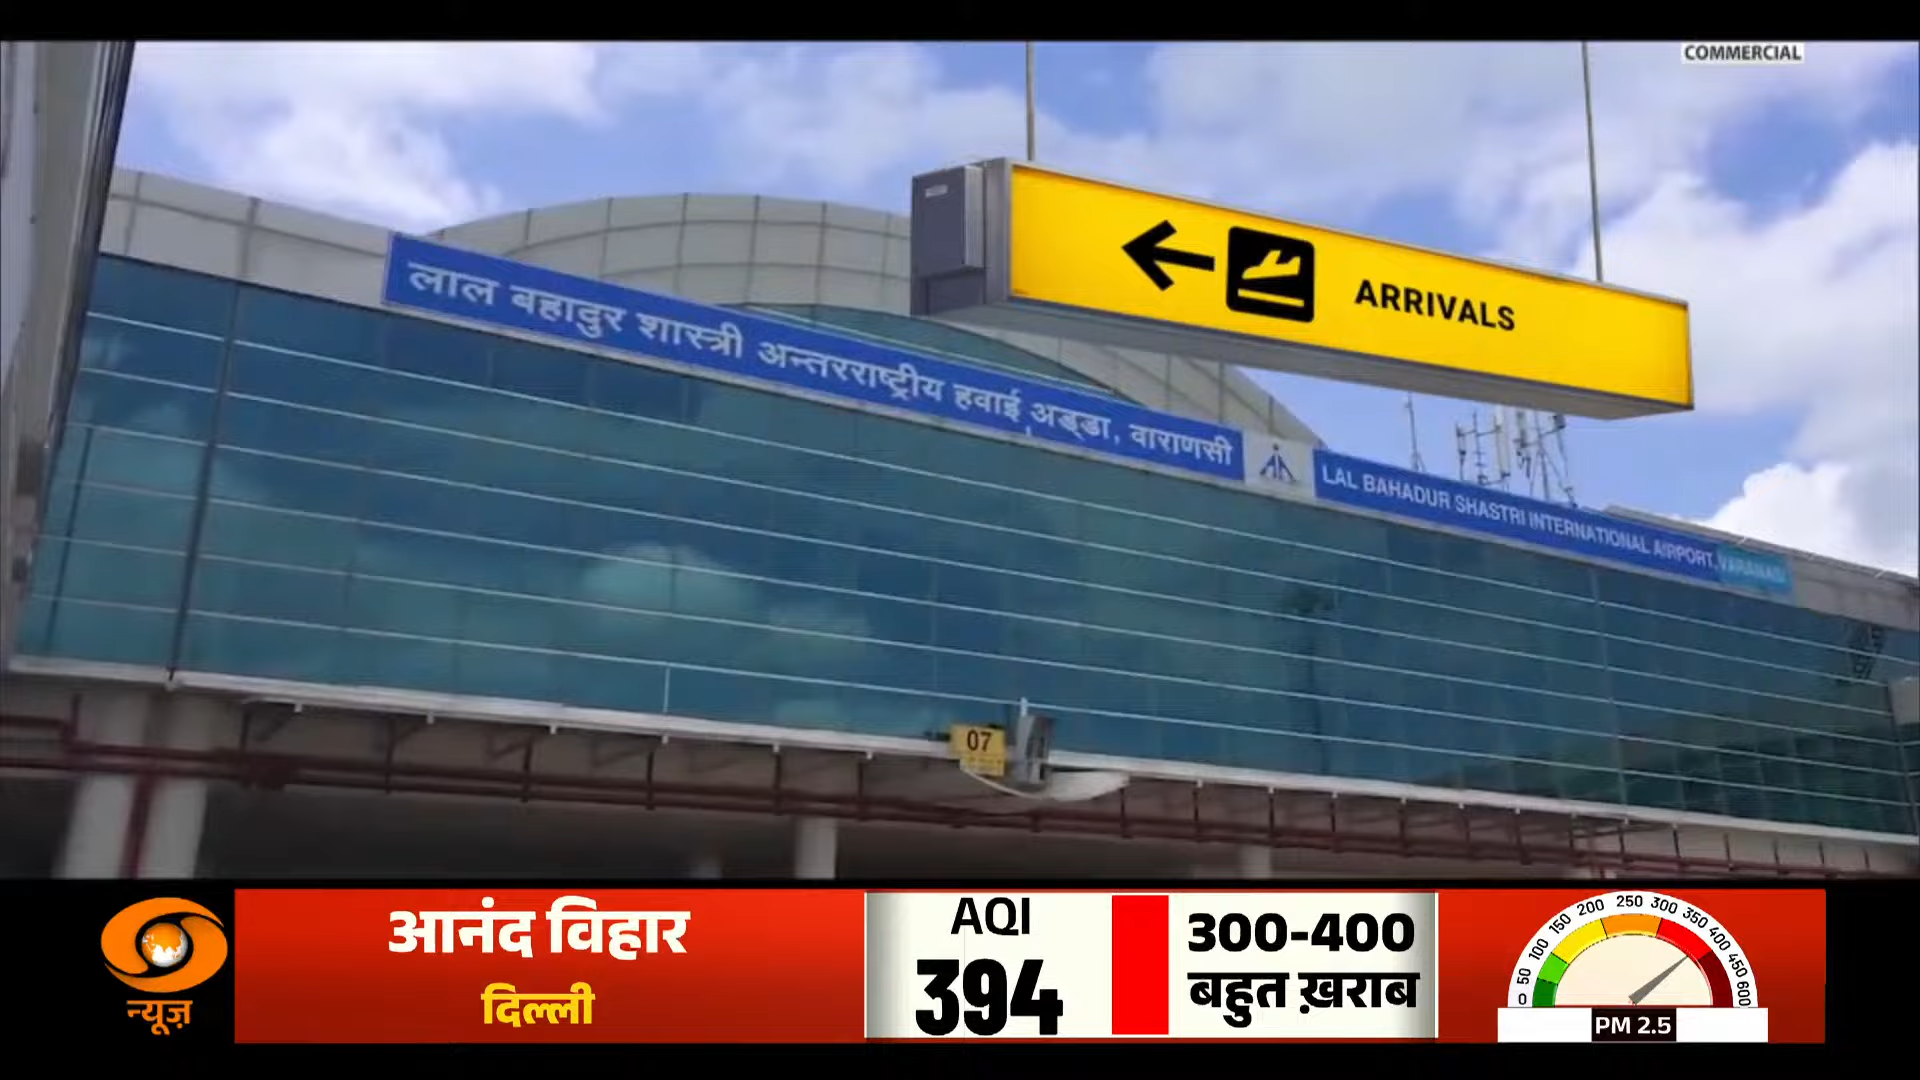 COMMERCIAL
ARRIVALS
लाल बहादुर शास्त्री अन्तरराष्ट्रीय हवाई अड्डा, वाराणसी
LAL BAHADUR SHASTRI INTERNATIONAL AIRPORT, VARANASI
07
न्यूज़
आनंद विहार
दिल्ली
AQI
394
300-400
बहुत ख़राब
0 50 100 150 200 250 300 350 400 450 600
PM 2.5